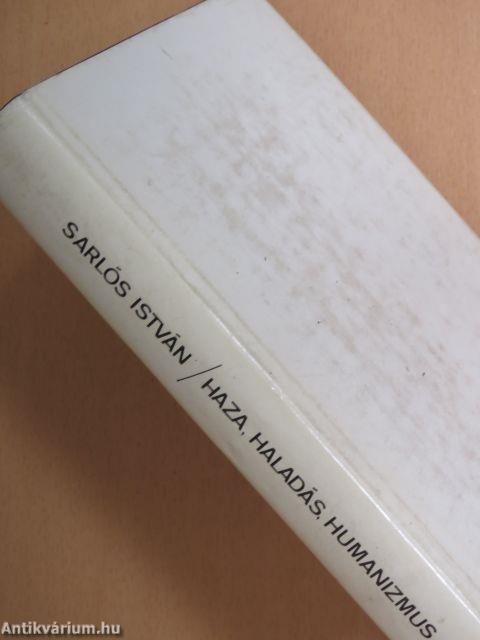 SARLÓS ISTVÁN / HAZA, HALADÁS, HUMANIZMUS
Antikvárium.hu